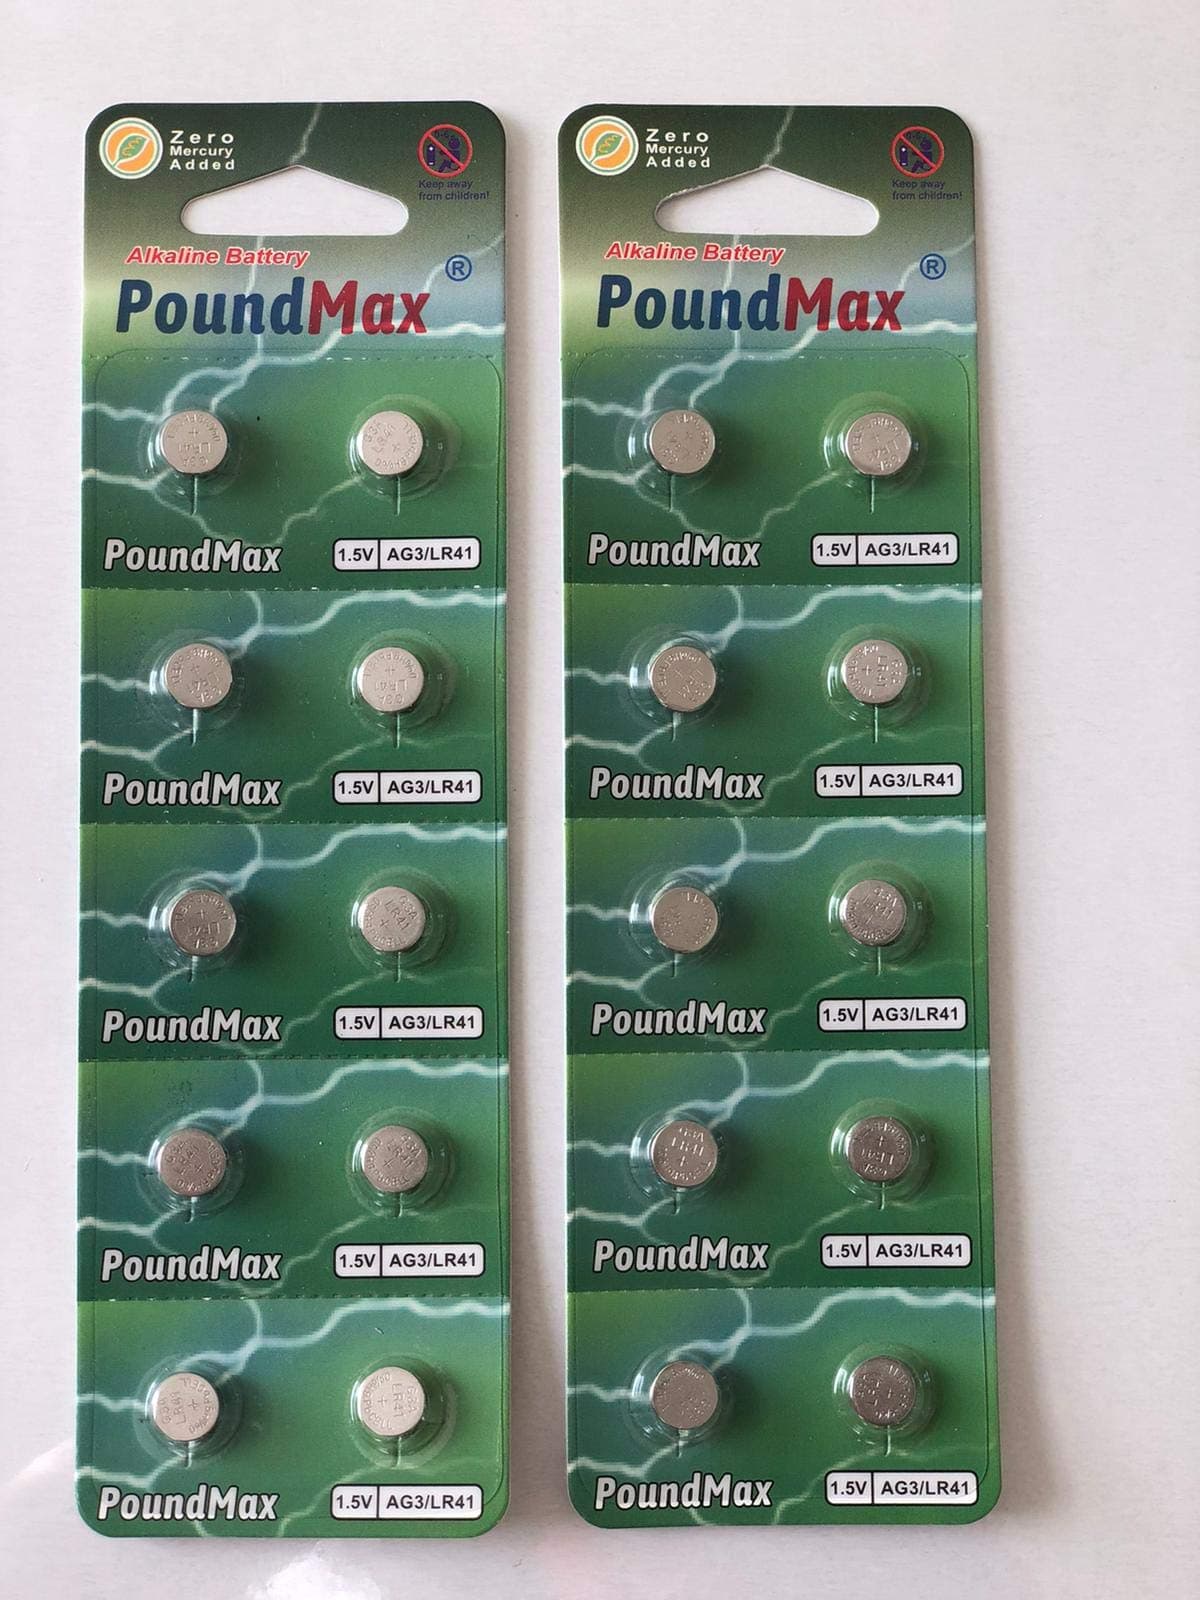 Zero
Mercury
Added
Keep away
from children!
Alkaline Battery
PoundMax®
PoundMax 1.5V AG3/LR41
PoundMax 1.5V AG3/LR41
PoundMax 1.5V AG3/LR41
PoundMax 1.5V AG3/LR41
PoundMax 1.5V AG3/LR41
Zero
Mercury
Added
Keep away
from children!
Alkaline Battery
PoundMax®
PoundMax 1.5V AG3/LR41
PoundMax 1.5V AG3/LR41
PoundMax 1.5V AG3/LR41
PoundMax 1.5V AG3/LR41
PoundMax 1.5V AG3/LR41